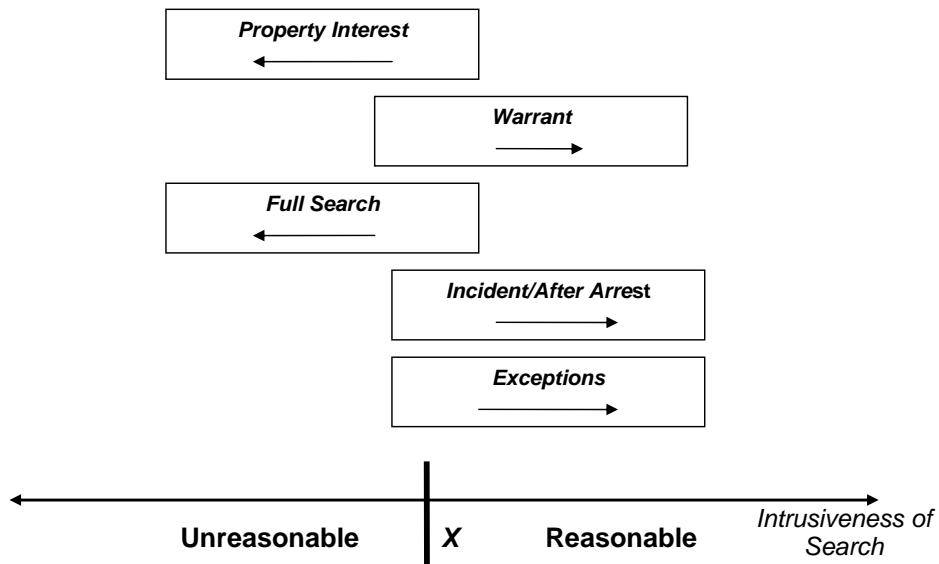 Property Interest
Warrant
Full Search
Incident/After Arrest
Exceptions
Unreasonable X Reasonable
Intrusiveness of
Search